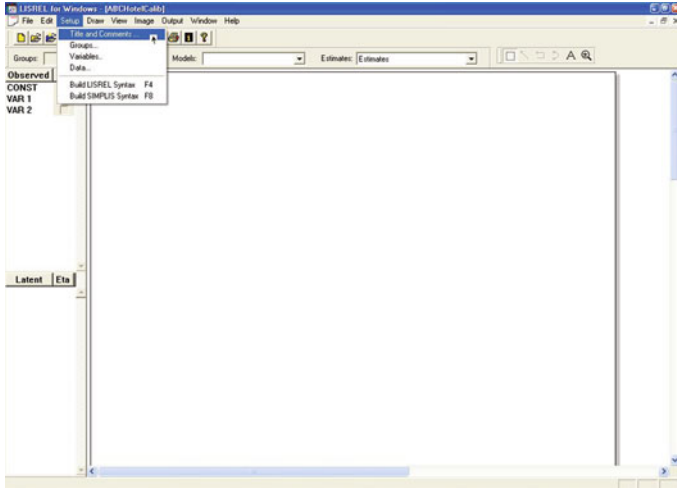 LISREL for Windows - [ABCHotelCalib]
File Edit Setup Draw View Image Output Window Help
Title and Comments ...
Groups...
Variables...
Data...
Build LISREL Syntax F4
Build SIMPLIS Syntax F8
Groups: Models: Estimates: Estimates
A
Observed
CONST
VAR 1
VAR 2
Latent Eta